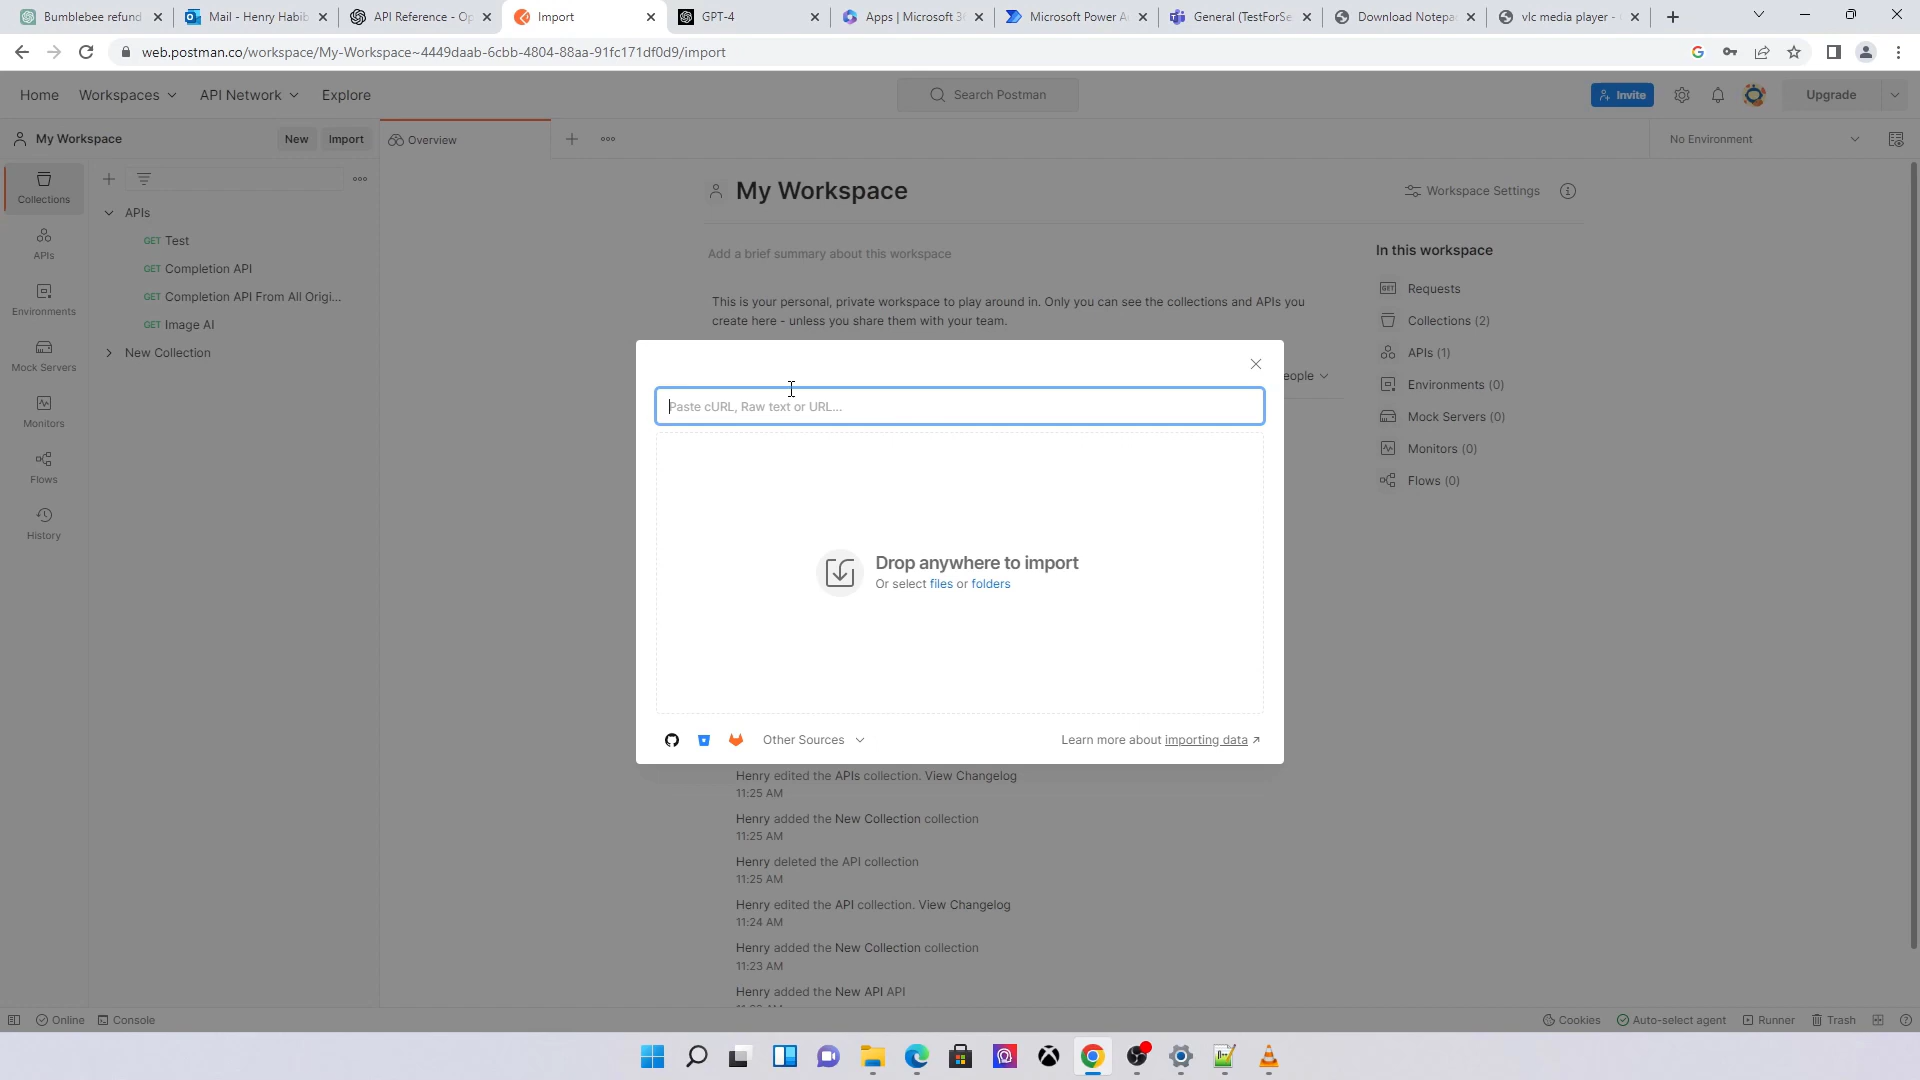 Bumblebee refund
Mail - Henry Habib
API Reference - Op
Import
GPT-4
Apps | Microsoft 3
Microsoft Power A
General (TestForSe
Download Notepa
vlc media player -
web.postman.co/workspace/My-Workspace~4449daab-6cbb-4804-88aa-91fc171df0d9/import
Home
Workspaces
API Network
Explore
Search Postman
Invite
Upgrade
My Workspace
New
Import
Overview
No Environment
Collections
APIs
Environments
Mock Servers
Monitors
Flows
History
APIs
GET Test
GET Completion API
GET Completion API From All Origi...
GET Image AI
New Collection
My Workspace
Workspace Settings
Add a brief summary about this workspace
This is your personal, private workspace to play around in. Only you can see the collections and APIs you
create here - unless you share them with your team.
eople
In this workspace
GET Requests
Collections (2)
APIs (1)
Environments (0)
Mock Servers (0)
Monitors (0)
Flows (0)
Paste cURL, Raw text or URL...
Drop anywhere to import
Or select files or folders
Other Sources
Learn more about importing data
Henry edited the APIs collection. View Changelog
11:25 AM
Henry added the New Collection collection
11:25 AM
Henry deleted the API collection
11:25 AM
Henry edited the API collection. View Changelog
11:24 AM
Henry added the New Collection collection
11:23 AM
Henry added the New API API
Online
Console
Cookies
Auto-select agent
Runner
Trash